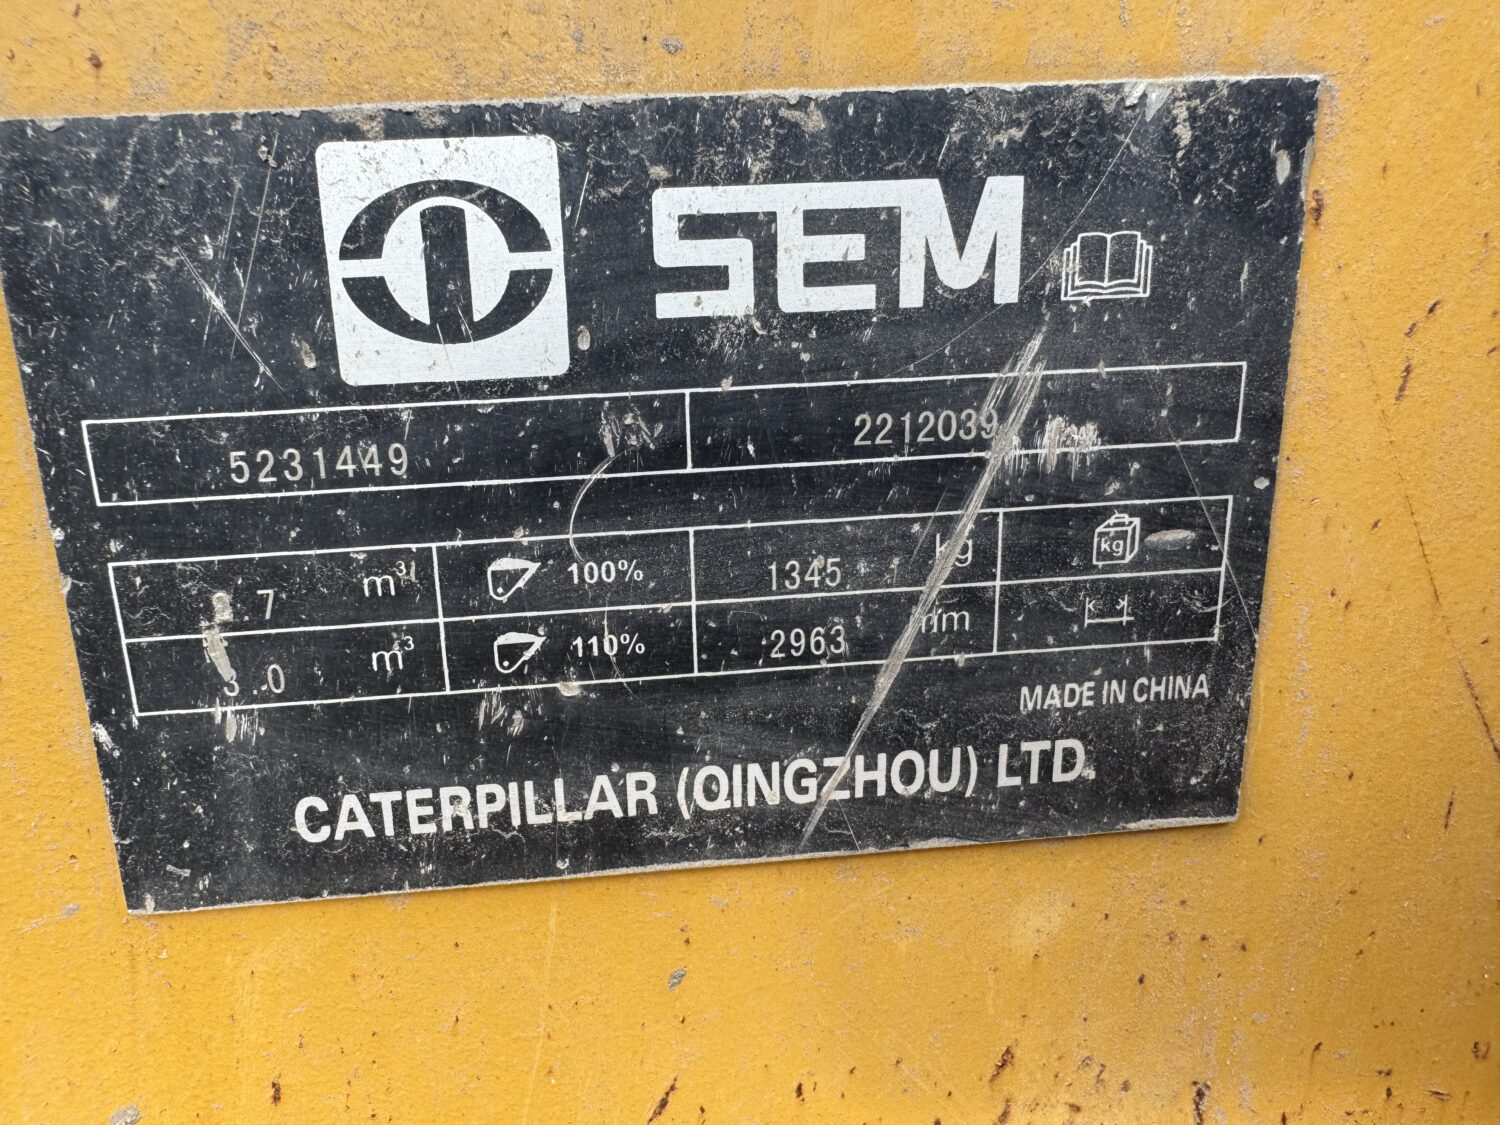 SEM
5231449 2212039
7 m³ 100% 1345 kg kg
3.0 m³ 110% 2963 mm
MADE IN CHINA
CATERPILLAR (QINGZHOU) LTD.